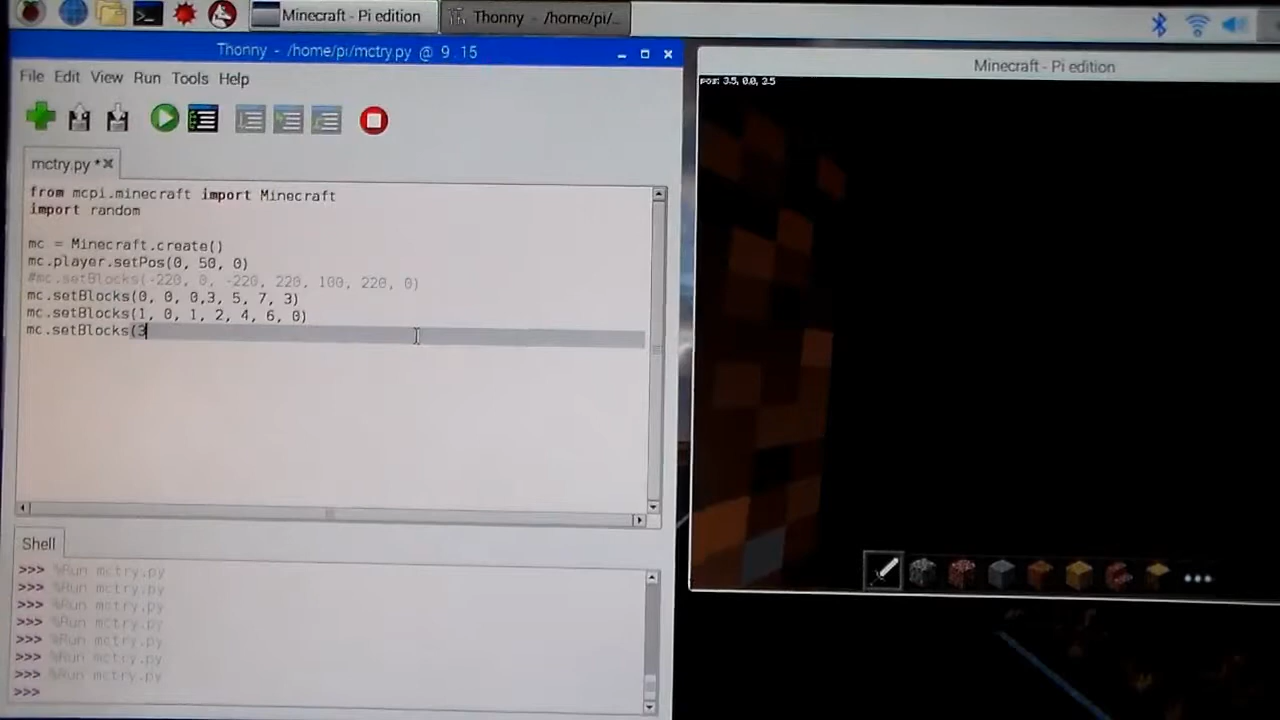 Minecraft - Pi edition
Thonny - /home/pi/...
Thonny - /home/pi/mctry.py @ 9.15
File Edit View Run Tools Help
mctry.py *
from mcpi.minecraft import Minecraft
import random
mc = Minecraft.create()
mc.player.setPos(0, 50, 0)
#mc.setBlocks(-220, 0, -220, 220, 100, 220, 0)
mc.setBlocks(0, 0, 0,3, 5, 7, 3)
mc.setBlocks(1, 0, 1, 2, 4, 6, 0)
mc.setBlocks(3
Shell
>>> %Run mctry.py
>>> %Run mctry.py
>>> %Run mctry.py
>>> %Run mctry.py
>>> %Run mctry.py
>>> %Run mctry.py
>>> %Run mctry.py
>>>
Minecraft - Pi edition
pos: 3.5, 0.0, 2.5